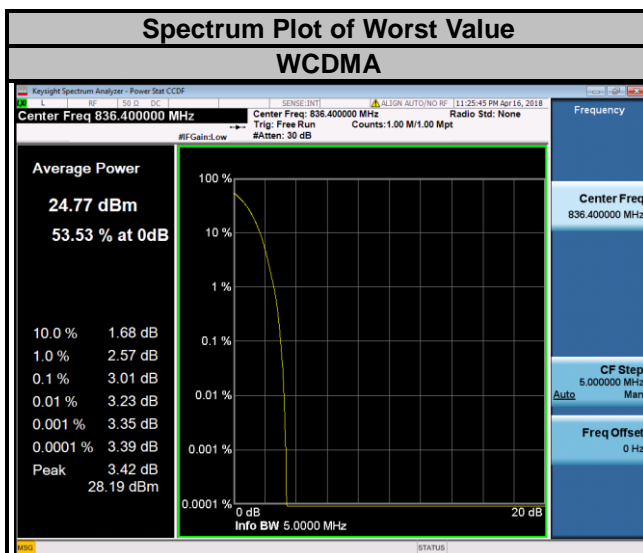 Spectrum Plot of Worst Value
WCDMA
Keysight Spectrum Analyzer - Power Stat CCDF
L RF 50 Ω DC SENSE:INT ALIGN AUTO/NO RF 11:25:45 PM Apr 16, 2018
Center Freq 836.400000 MHz
Center Freq: 836.400000 MHz Radio Std: None
Trig: Free Run Counts:1.00 M/1.00 Mpt
#IFGain:Low #Atten: 30 dB
Average Power
24.77 dBm
53.53 % at 0dB
10.0 % 1.68 dB
1.0 % 2.57 dB
0.1 % 3.01 dB
0.01 % 3.23 dB
0.001 % 3.35 dB
0.0001 % 3.39 dB
Peak 3.42 dB
28.19 dBm
100 %
10 %
1 %
0.1 %
0.01 %
0.001 %
0.0001 %
0 dB 20 dB
Info BW 5.0000 MHz
Frequency
Center Freq
836.400000 MHz
CF Step
5.000000 MHz
Auto Man
Freq Offset
0 Hz
MSG STATUS